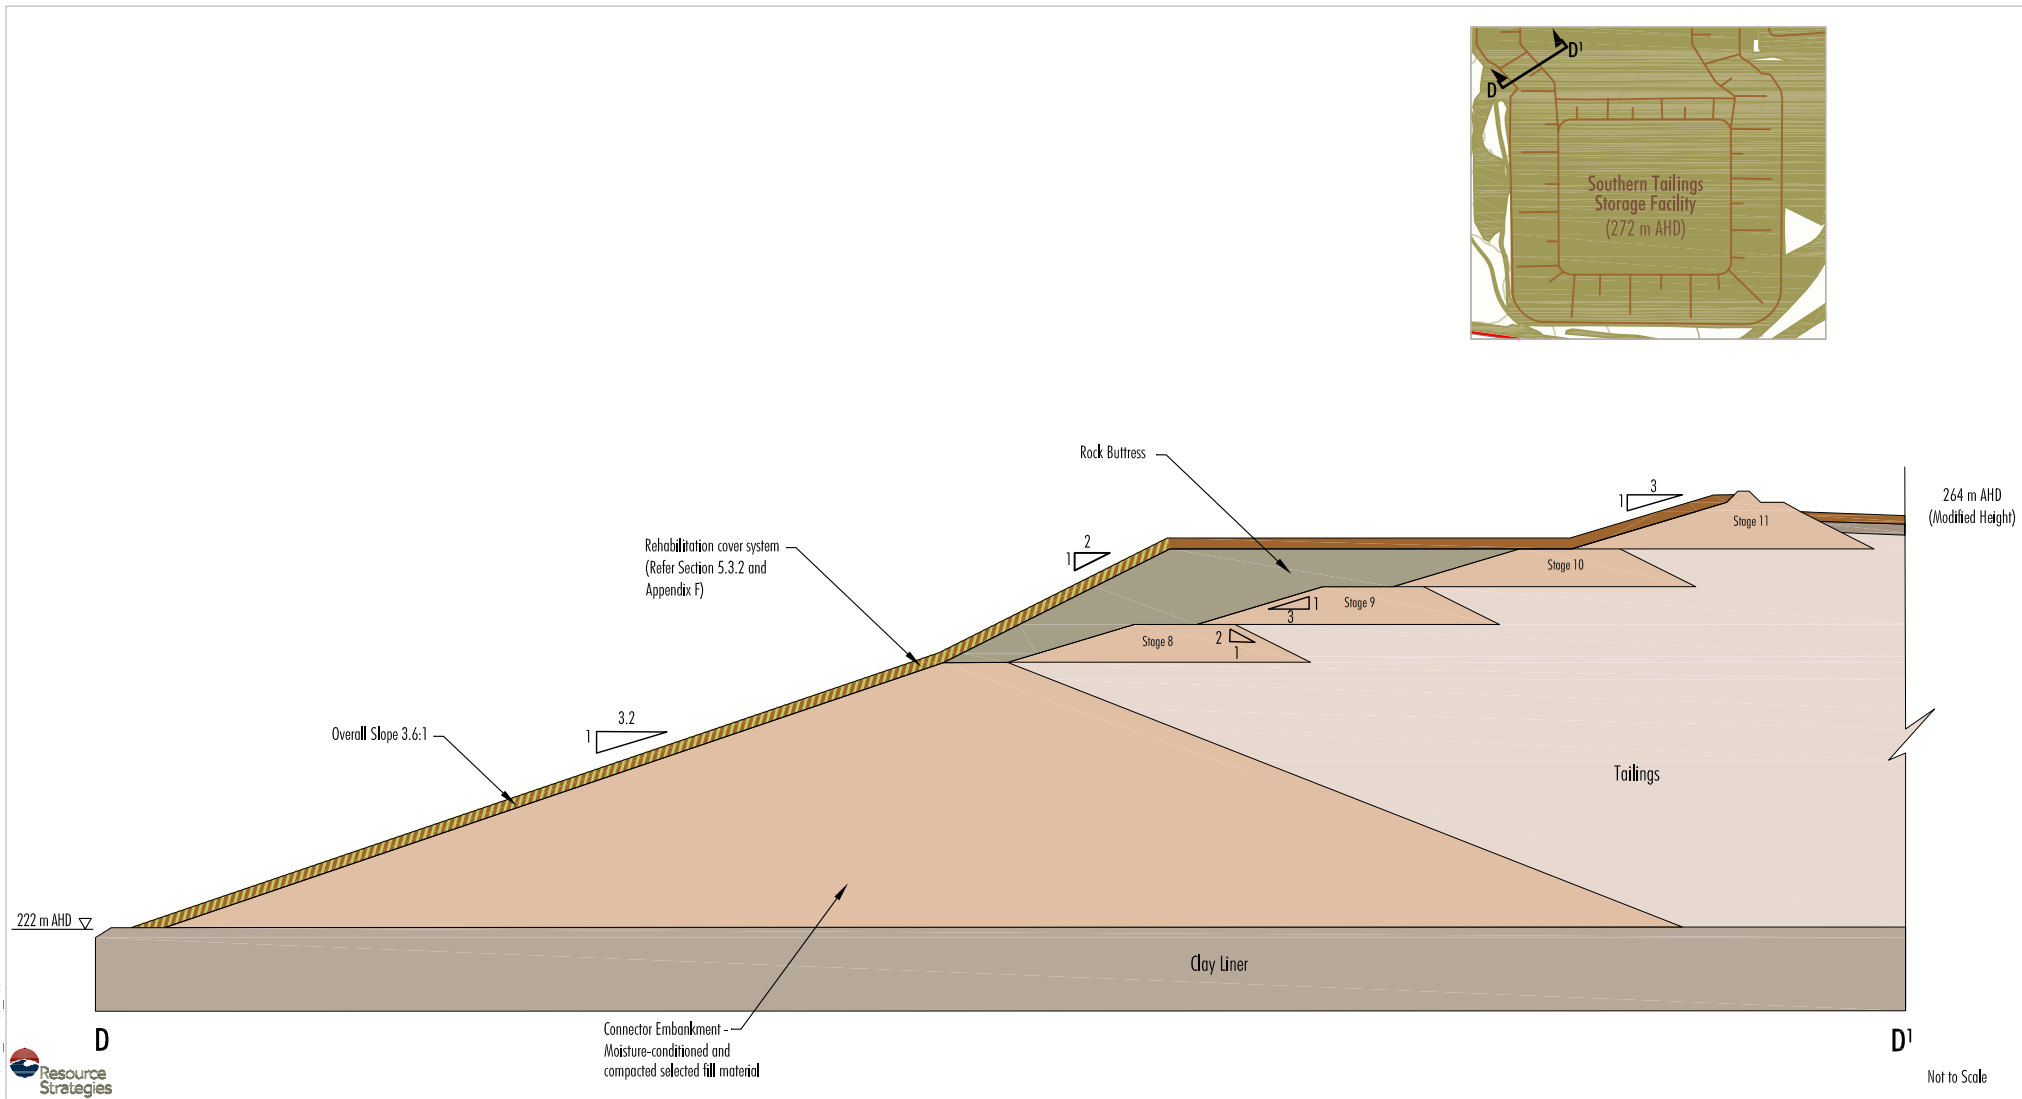 D¹
D
Southern Tailings
Storage Facility
(272 m AHD)
Rock Buttress
3
1
264 m AHD
(Modified Height)
Stage 11
Rehabilitation cover system
(Refer Section 5.3.2 and
Appendix F)
2
1
Stage 10
Stage 9
1
3
Stage 8
2
1
Overall Slope 3.6:1
3.2
1
Tailings
222 m AHD
Clay Liner
Connector Embankment -
Moisture-conditioned and
compacted selected fill material
D
D¹
Resource
Strategies
Not to Scale